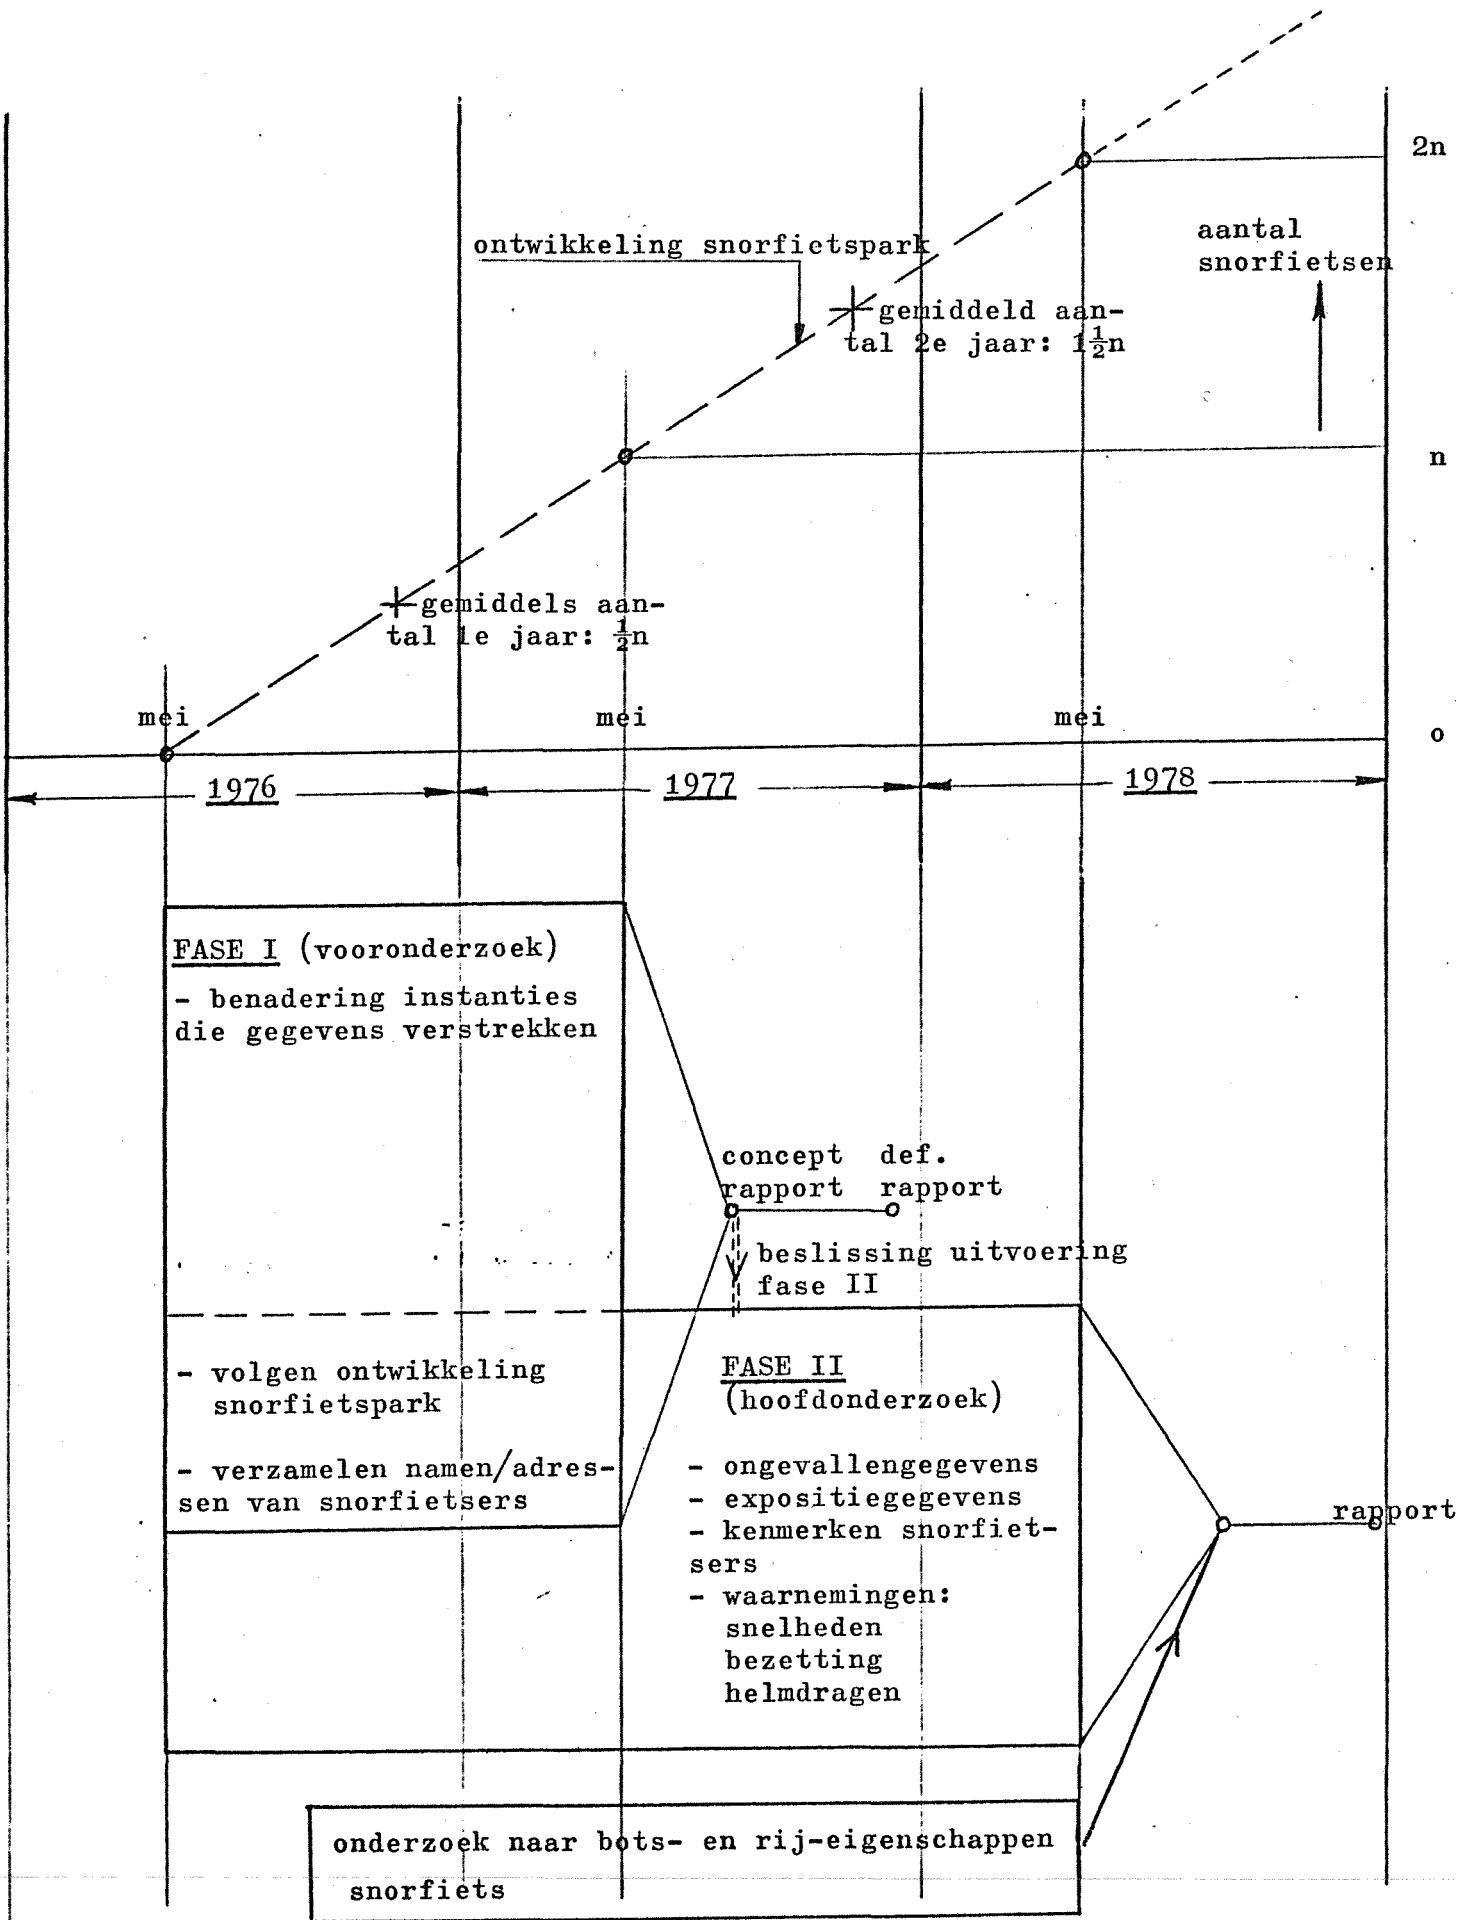 2n
aantal
snorfietsen
ontwikkeling snorfietspark
gemiddeld aan-
tal 2e jaar: 1½n
n
gemiddels aan-
tal 1e jaar: ½n
mei
mei
mei
o
1976
1977
1978
FASE I (vooronderzoek)
- benadering instanties
die gegevens verstrekken
concept def.
rapport rapport
beslissing uitvoering
fase II
- volgen ontwikkeling
snorfietspark
- verzamelen namen/adres-
sen van snorfietsers
FASE II
(hoofdonderzoek)
- ongevallengegevens
- expositiegegevens
- kenmerken snorfiet-
sers
- waarnemingen:
snelheden
bezetting
helmdragen
rapport
onderzoek naar bots- en rij-eigenschappen
snorfiets